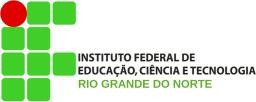 INSTITUTO FEDERAL DE
EDUCAÇÃO, CIÊNCIA E TECNOLOGIA
RIO GRANDE DO NORTE